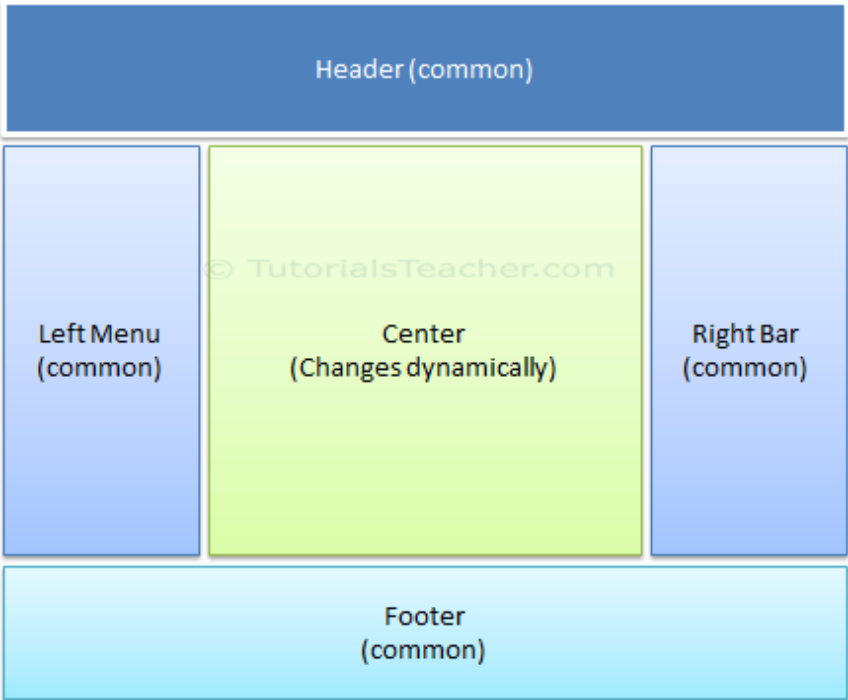 Header (common)
© TutorialsTeacher.com
Left Menu
(common)
Center
(Changes dynamically)
Right Bar
(common)
Footer
(common)